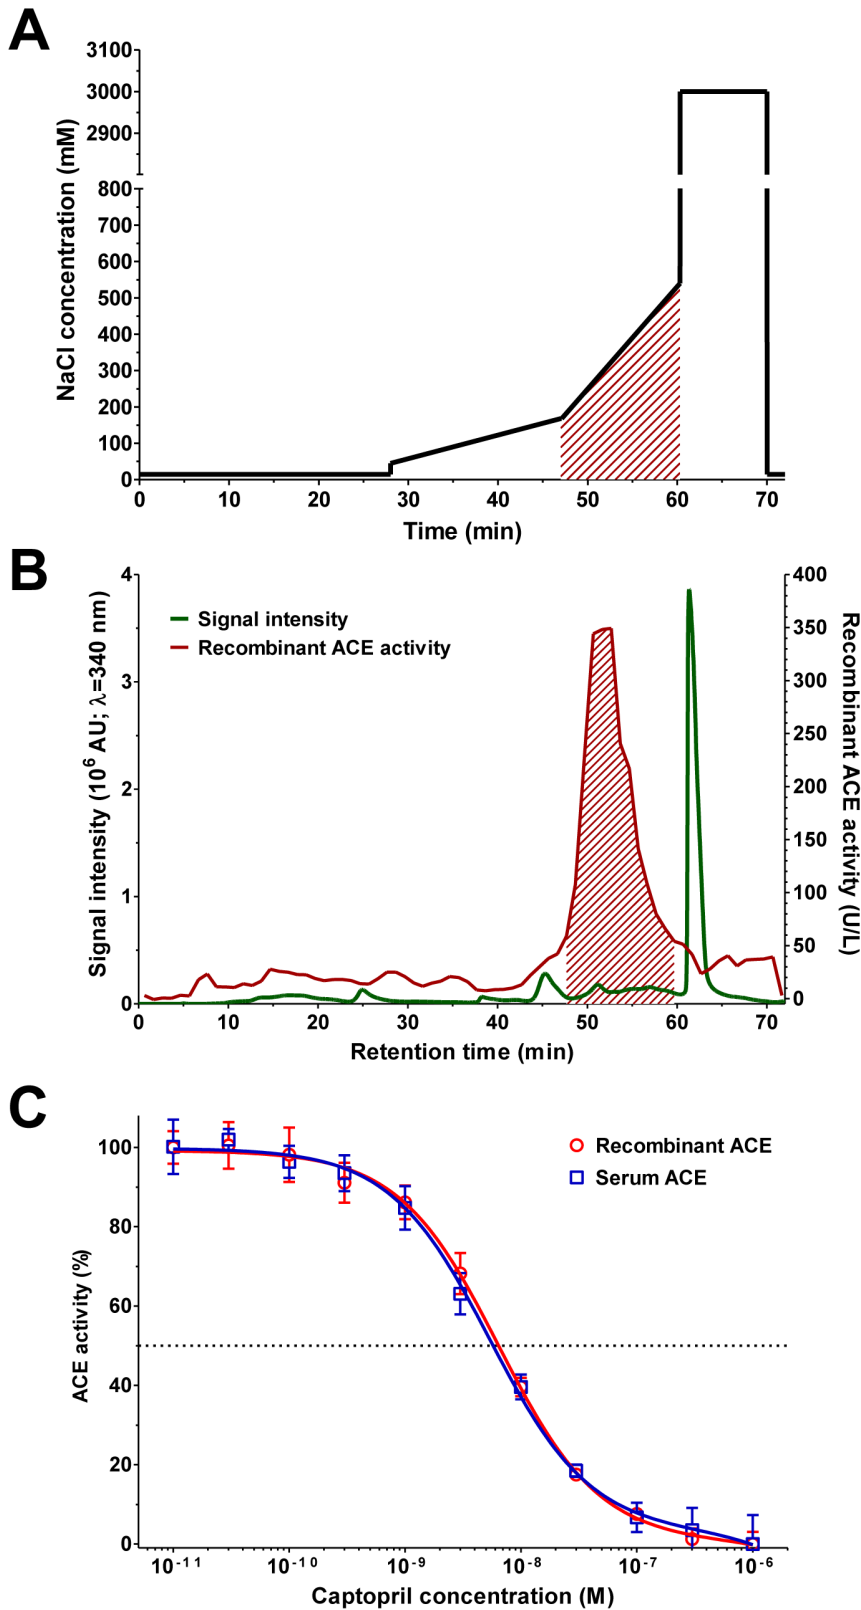 A
3100
3000
2900
800
700
600
500
400
300
200
100
0
NaCl concentration (mM)
0 10 20 30 40 50 60 70
Time (min)
B
4
3
2
1
0
Signal intensity (10⁶ AU; λ=340 nm)
Signal intensity
Recombinant ACE activity
400
350
300
250
200
150
100
50
0
Recombinant ACE activity (U/L)
0 10 20 30 40 50 60 70
Retention time (min)
C
100
80
60
40
20
0
ACE activity (%)
Recombinant ACE
Serum ACE
10⁻¹¹ 10⁻¹⁰ 10⁻⁹ 10⁻⁸ 10⁻⁷ 10⁻⁶
Captopril concentration (M)